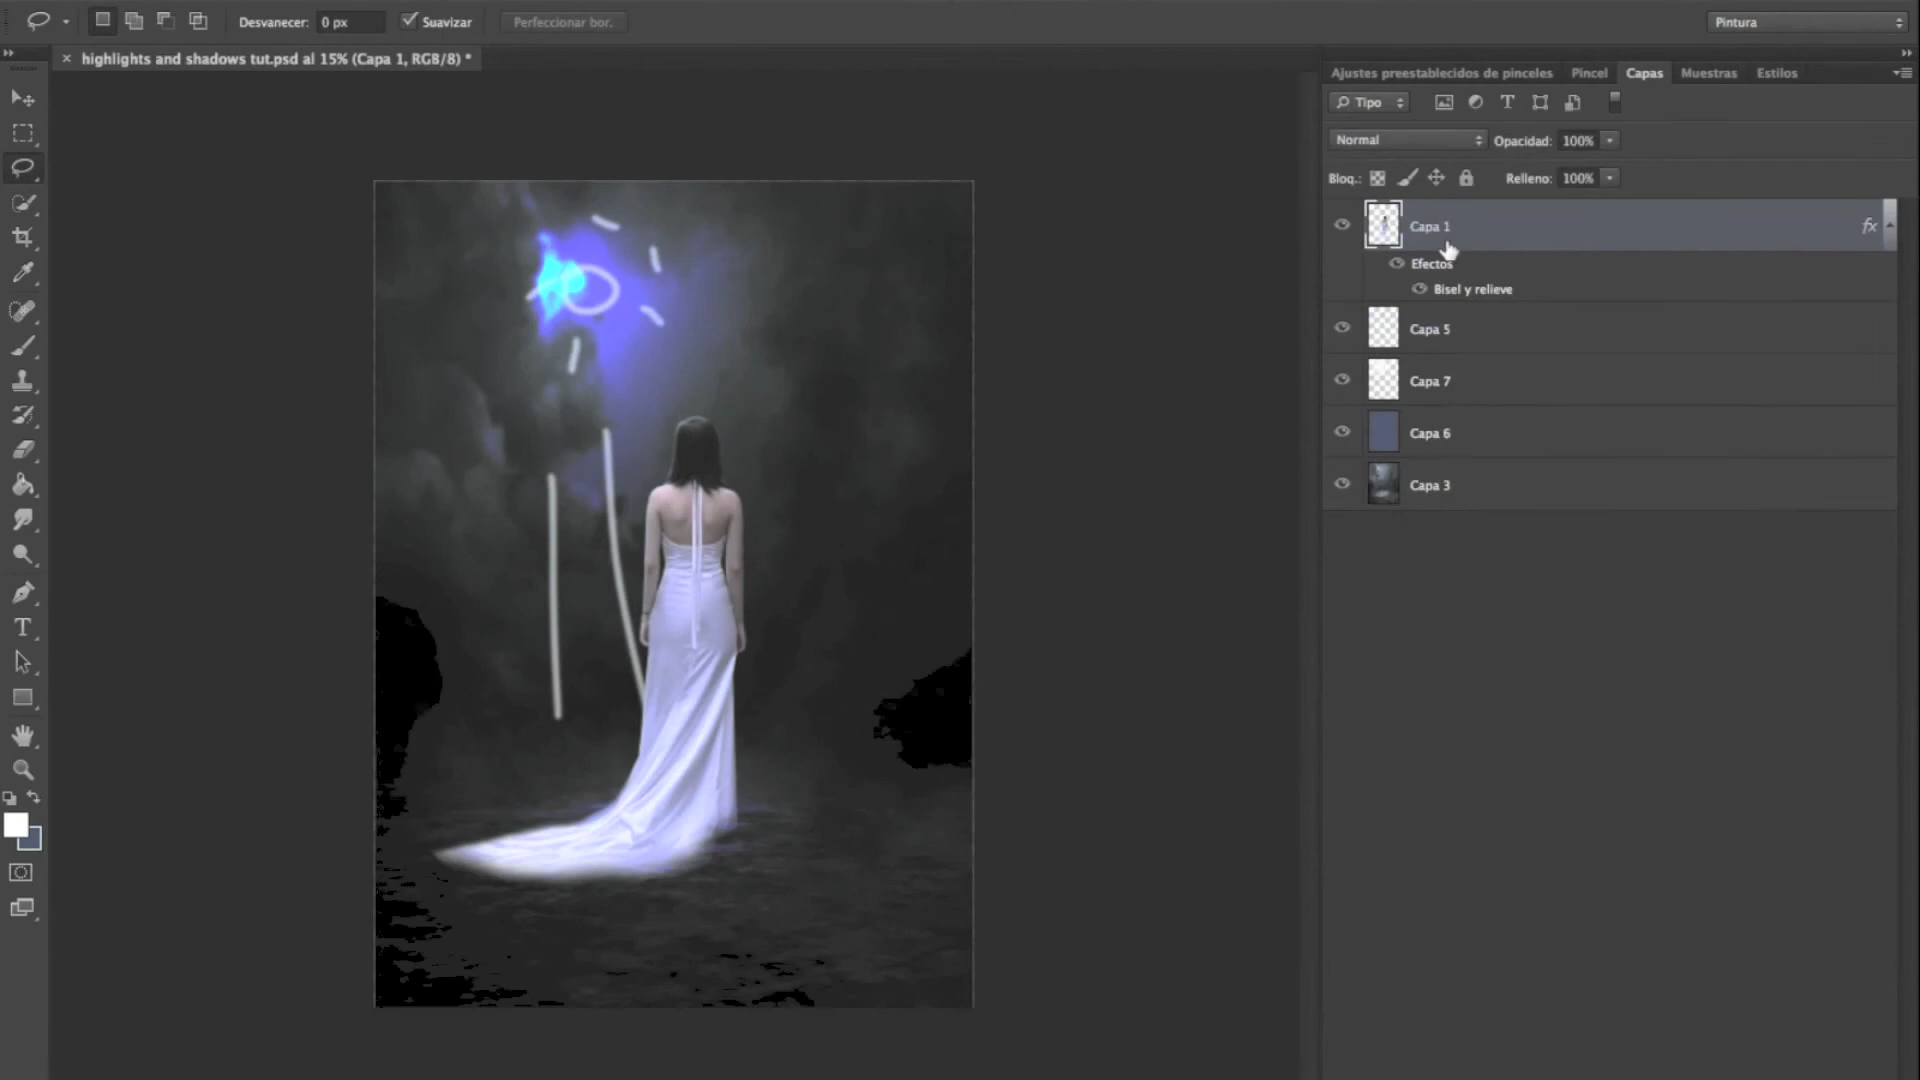 Desvanecer: 0 px Suavizar Perfeccionar bor. Pintura
× highlights and shadows tut.psd al 15% (Capa 1, RGB/8) *
Ajustes preestablecidos de pinceles Pincel Capas Muestras Estilos
Tipo
Normal Opacidad: 100%
Bloq.: Relleno: 100%
Capa 1 fx
Efectos
Bisel y relieve
Capa 5
Capa 7
Capa 6
Capa 3